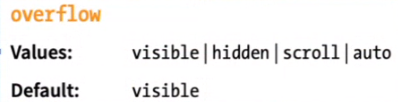 overflow
Values: visible|hidden|scroll|auto
Default: visible